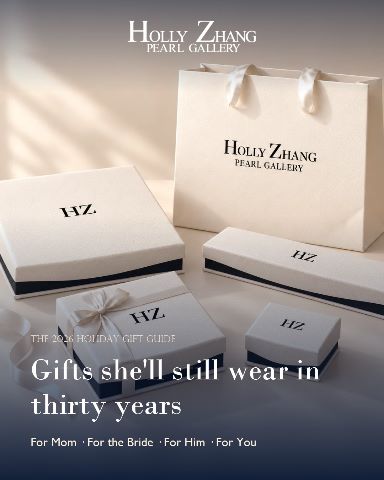 HOLLY ZHANG
PEARL GALLERY
HOLLY ZHANG
PEARL GALLERY
HZ
HZ
HZ
HZ
THE 2026 HOLIDAY GIFT GUIDE
Gifts she'll still wear in
thirty years
For Mom · For the Bride · For Him · For You